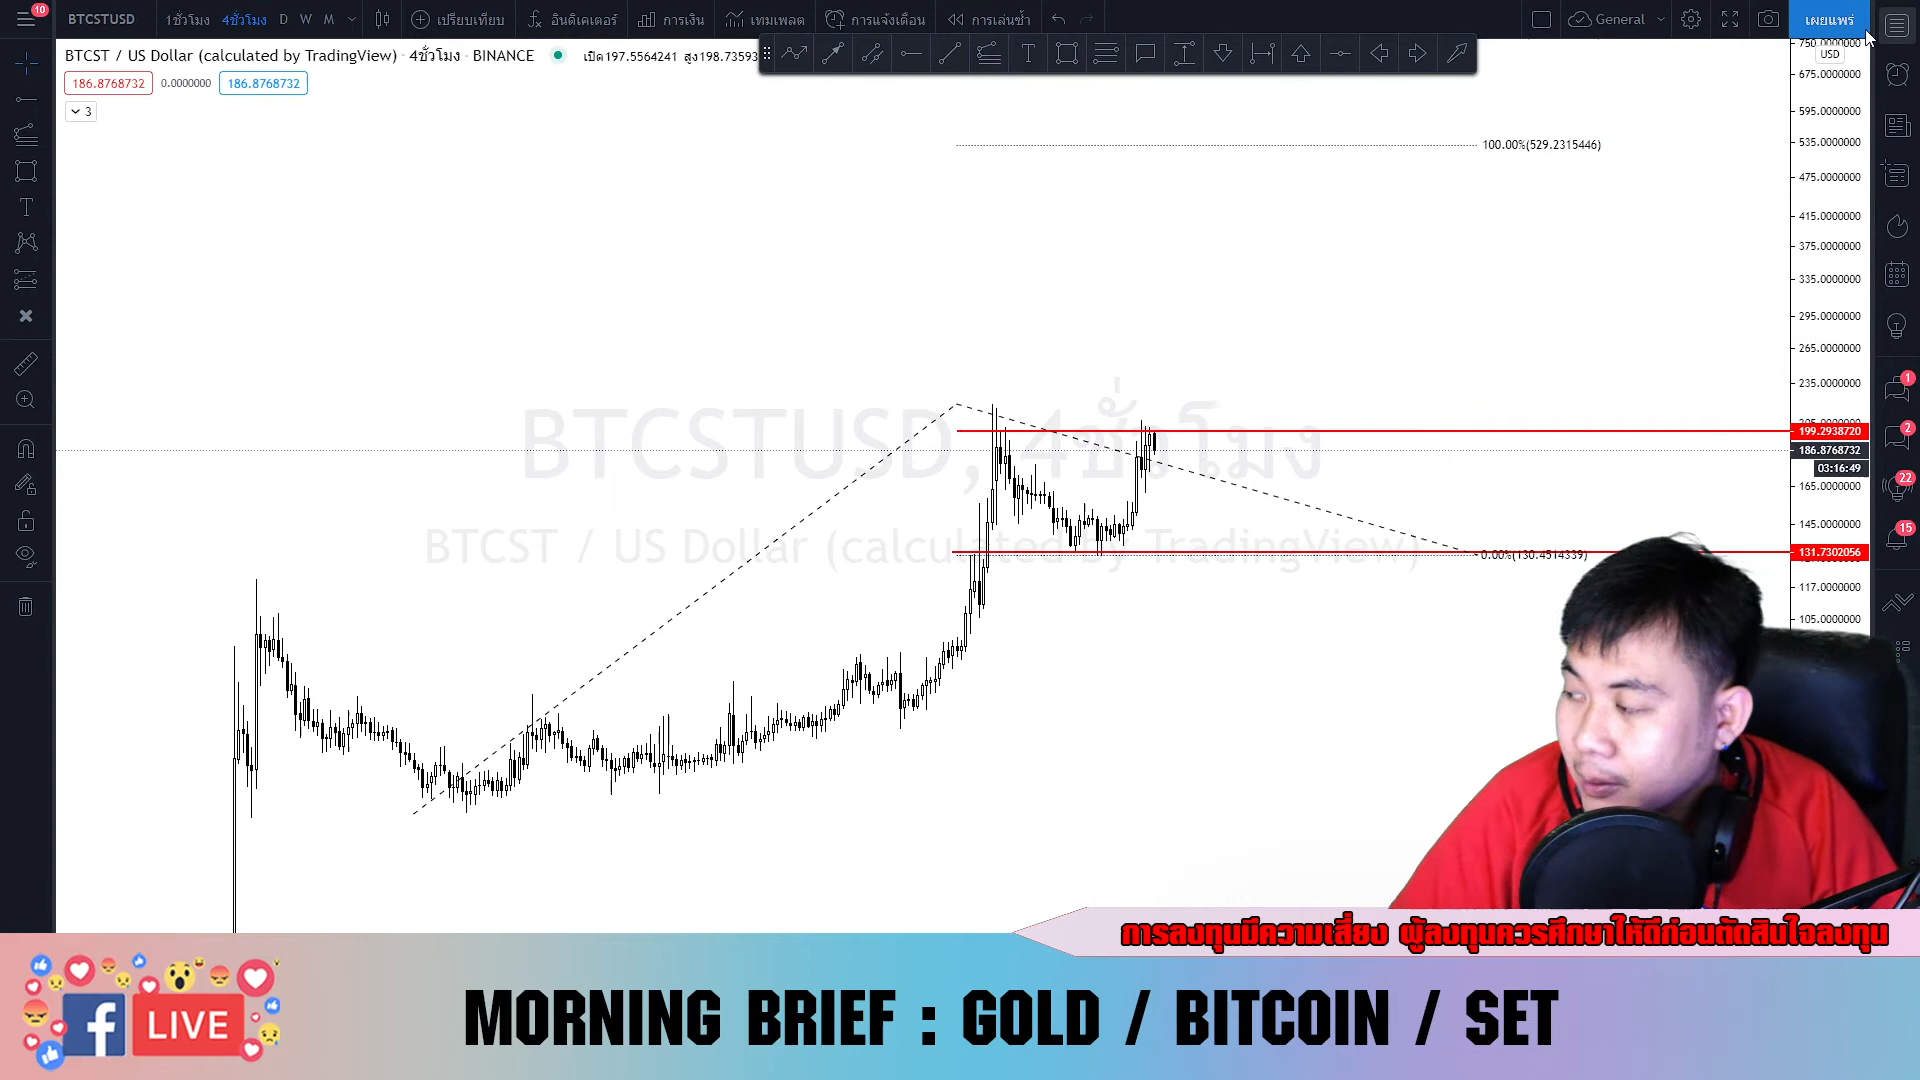 10
BTCSTUSD
1ชั่วโมง
4ชั่วโมง
D
W
M
เปรียบเทียบ
อินดิเคเตอร์
การเงิน
เทมเพลต
การแจ้งเตือน
การเล่นซ้ำ
General
เผยแพร่
BTCST / US Dollar (calculated by TradingView) · 4ชั่วโมง · BINANCE
เปิด197.5564241 สูง198.73593
186.8768732
0.0000000
186.8768732
3
750.0000000
USD
675.0000000
595.0000000
535.0000000
475.0000000
415.0000000
375.0000000
335.0000000
295.0000000
265.0000000
235.0000000
199.2938720
186.8768732
03:16:49
165.0000000
145.0000000
131.7302056
117.0000000
105.0000000
100.00%(529.2315446)
0.00%(130.4514339)
BTCSTUSD, 4ชั่วโมง
BTCST / US Dollar (calculated by TradingView)
1
2
22
15
การลงทุนมีความเสี่ยง ผู้ลงทุนควรศึกษาให้ดีก่อนตัดสินใจลงทุน
f LIVE
MORNING BRIEF : GOLD / BITCOIN / SET